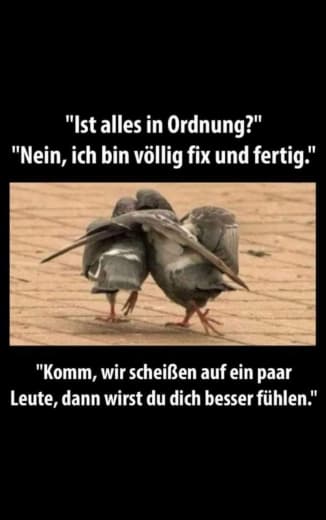 "Ist alles in Ordnung?"
"Nein, ich bin völlig fix und fertig."
"Komm, wir scheißen auf ein paar
Leute, dann wirst du dich besser fühlen."